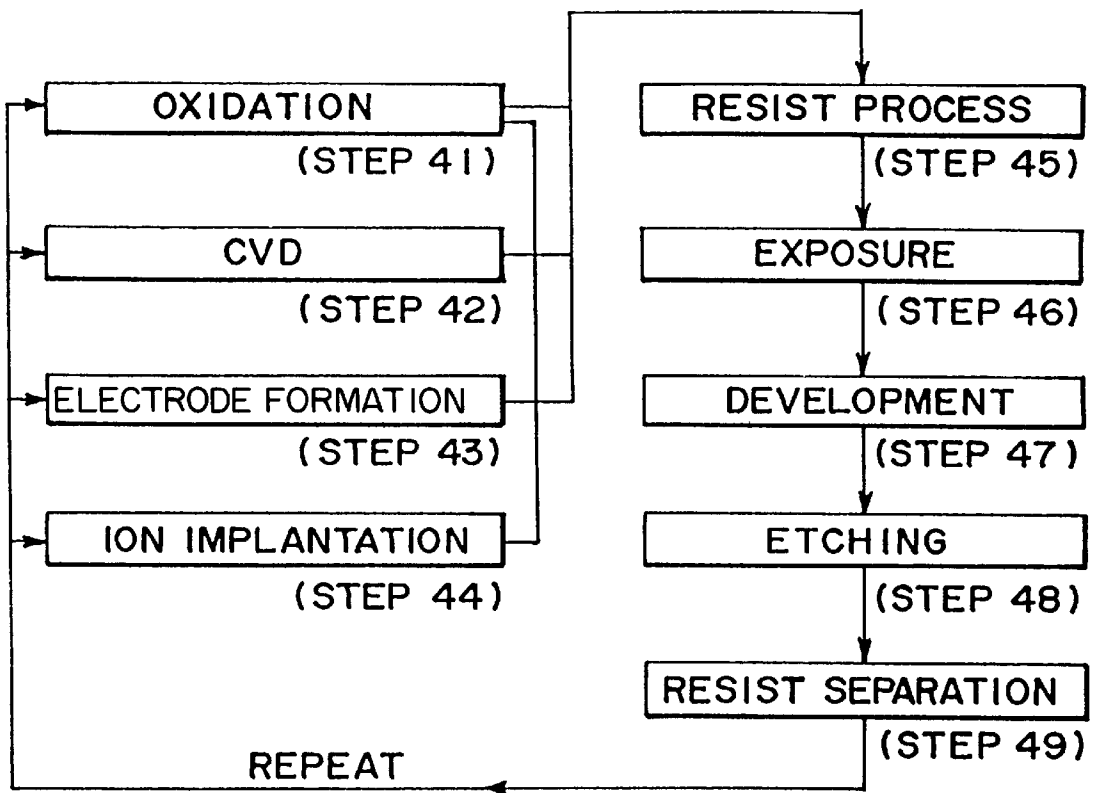 OXIDATION
(STEP 41)
CVD
(STEP 42)
ELECTRODE FORMATION
(STEP 43)
ION IMPLANTATION
(STEP 44)
RESIST PROCESS
(STEP 45)
EXPOSURE
(STEP 46)
DEVELOPMENT
(STEP 47)
ETCHING
(STEP 48)
RESIST SEPARATION
(STEP 49)
REPEAT